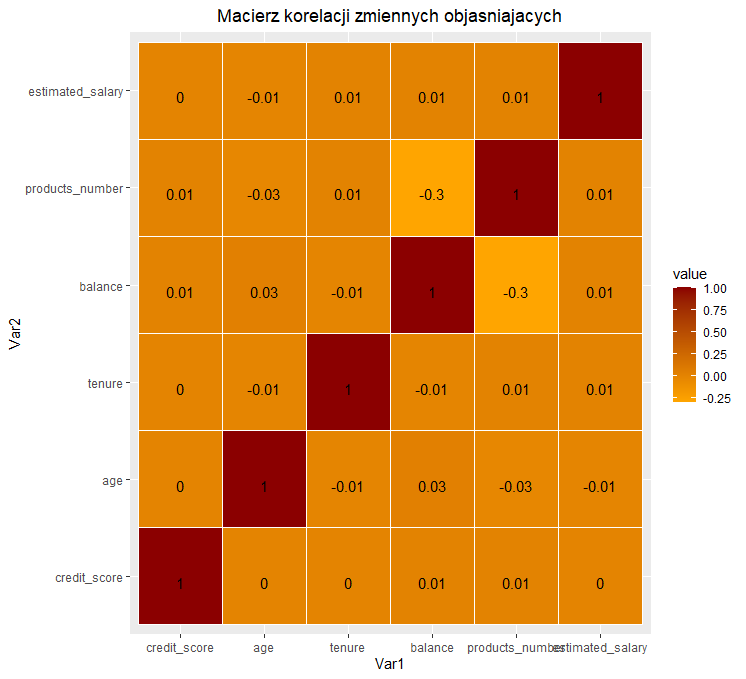 Macierz korelacji zmiennych objasniajacych
estimated_salary 0 -0.01 0.01 0.01 0.01 1
products_number 0.01 -0.03 0.01 -0.3 1 0.01
balance 0.01 0.03 -0.01 1 -0.3 0.01
tenure 0 -0.01 1 -0.01 0.01 0.01
age 0 1 -0.01 0.03 -0.03 -0.01
credit_score 1 0 0 0.01 0.01 0
credit_score age tenure balance products_number estimated_salary
Var1
Var2
value
1.00
0.75
0.50
0.25
0.00
-0.25